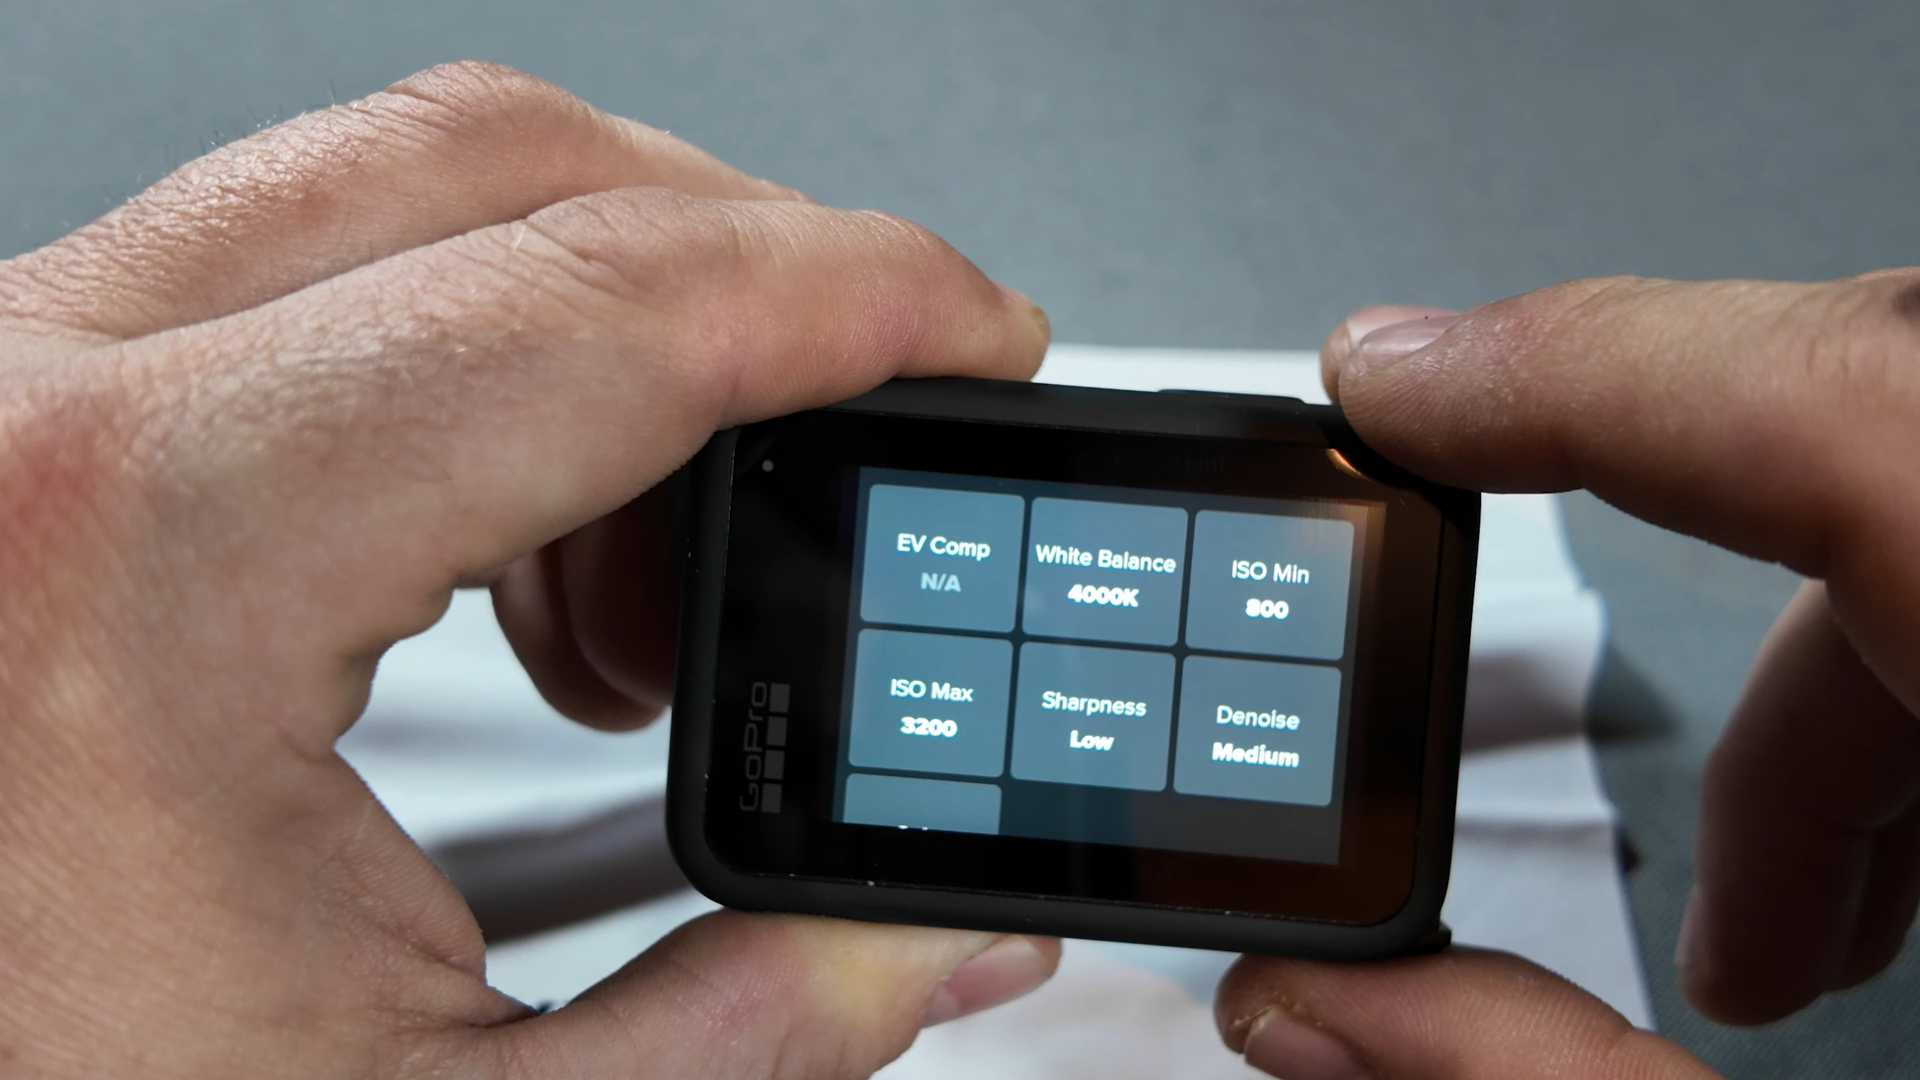 EV Comp
N/A
White Balance
4000K
ISO Min
800
ISO Max
3200
Sharpness
Low
Denoise
Medium
GoPro